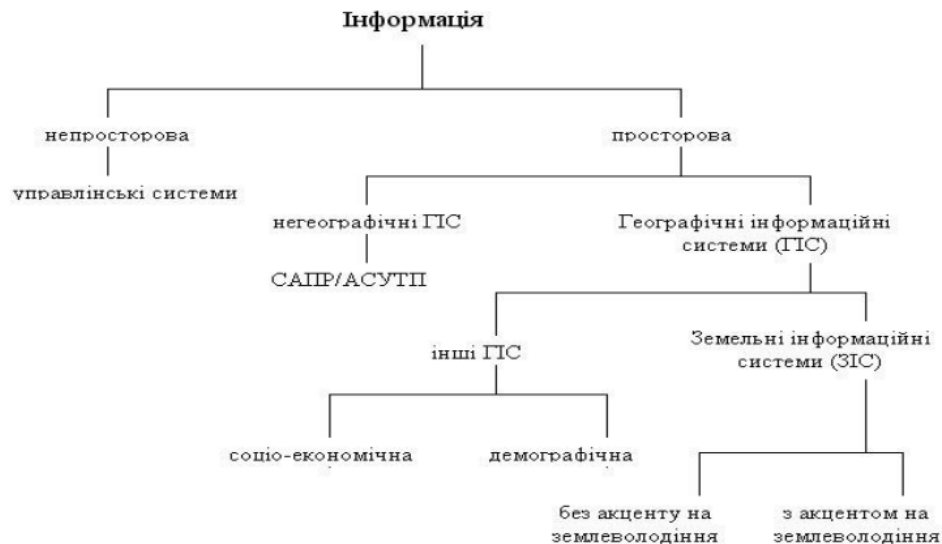 Інформація
непросторова
просторова
управлінські системи
негеографічні ГІС
Географічні інформаційні
системи (ГІС)
САПР/АСУТП
інші ГІС
Земельні інформаційні
системи (ЗІС)
соціо-економічна
демографічна
без акценту на
землеволодіння
з акцентом на
землеволодіння